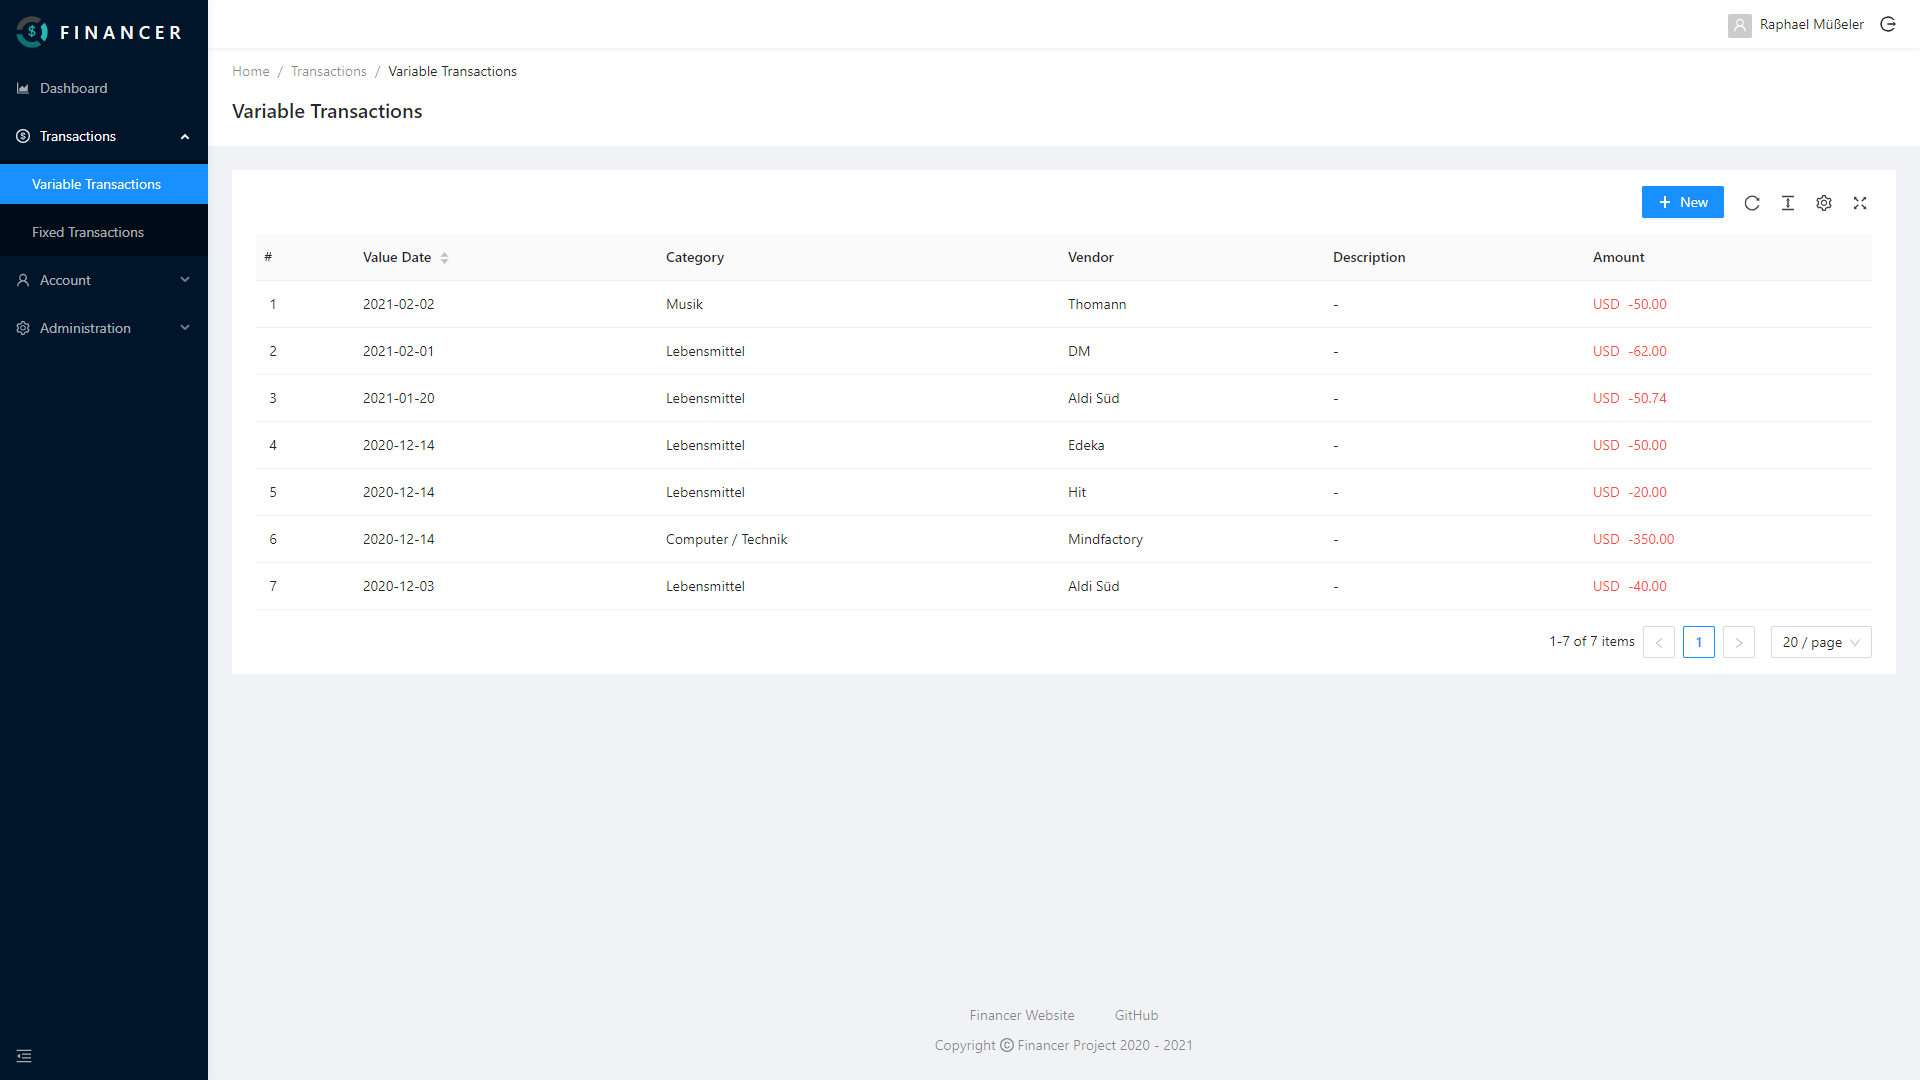 FINANCER
Raphael Müßeler
Dashboard
Transactions
Variable Transactions
Fixed Transactions
Account
Administration
Home / Transactions / Variable Transactions
Variable Transactions
+ New
# Value Date Category Vendor Description Amount
1 2021-02-02 Musik Thomann - USD -50.00
2 2021-02-01 Lebensmittel DM - USD -62.00
3 2021-01-20 Lebensmittel Aldi Süd - USD -50.74
4 2020-12-14 Lebensmittel Edeka - USD -50.00
5 2020-12-14 Lebensmittel Hit - USD -20.00
6 2020-12-14 Computer / Technik Mindfactory - USD -350.00
7 2020-12-03 Lebensmittel Aldi Süd - USD -40.00
1-7 of 7 items < 1 > 20 / page
Financer Website GitHub
Copyright © Financer Project 2020 - 2021